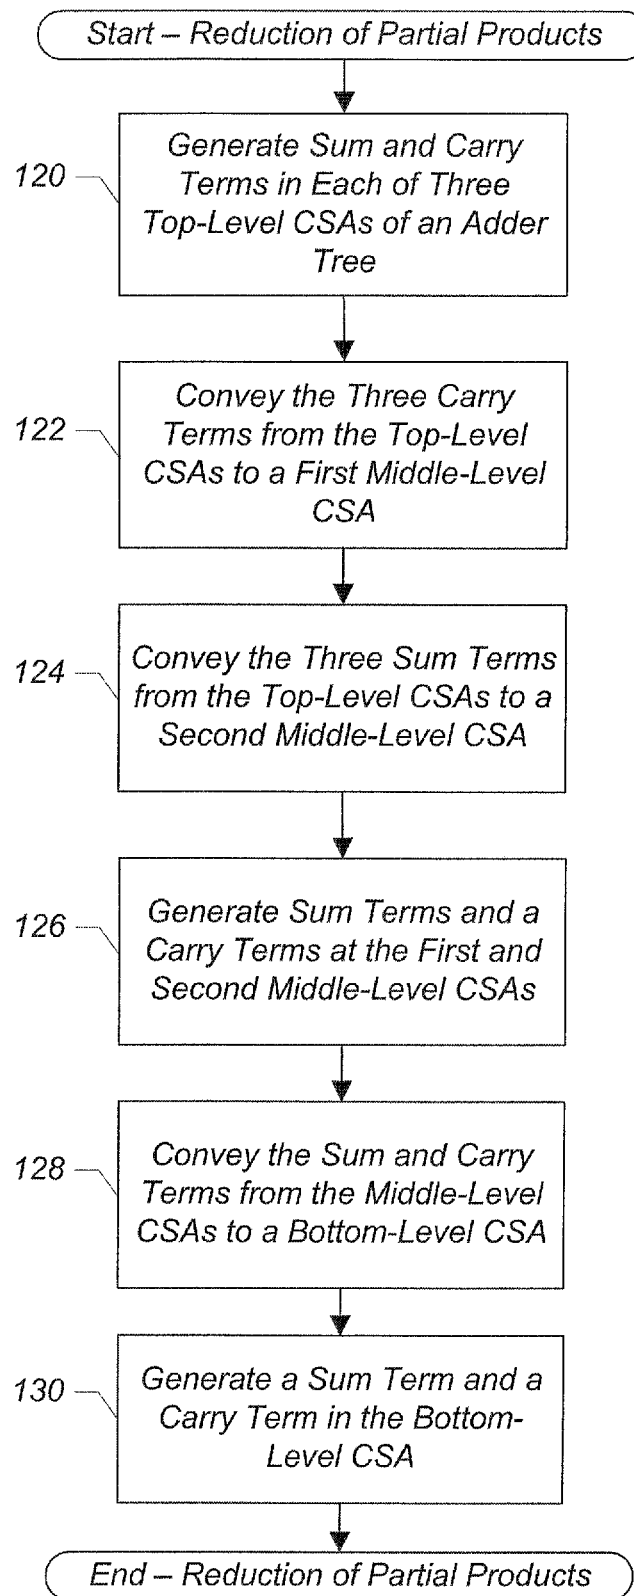 Start – Reduction of Partial Products
120
Generate Sum and Carry
Terms in Each of Three
Top-Level CSAs of an Adder
Tree
122
Convey the Three Carry
Terms from the Top-Level
CSAs to a First Middle-Level
CSA
124
Convey the Three Sum Terms
from the Top-Level CSAs to a
Second Middle-Level CSA
126
Generate Sum Terms and a
Carry Terms at the First and
Second Middle-Level CSAs
128
Convey the Sum and Carry
Terms from the Middle-Level
CSAs to a Bottom-Level CSA
130
Generate a Sum Term and a
Carry Term in the Bottom-
Level CSA
End – Reduction of Partial Products